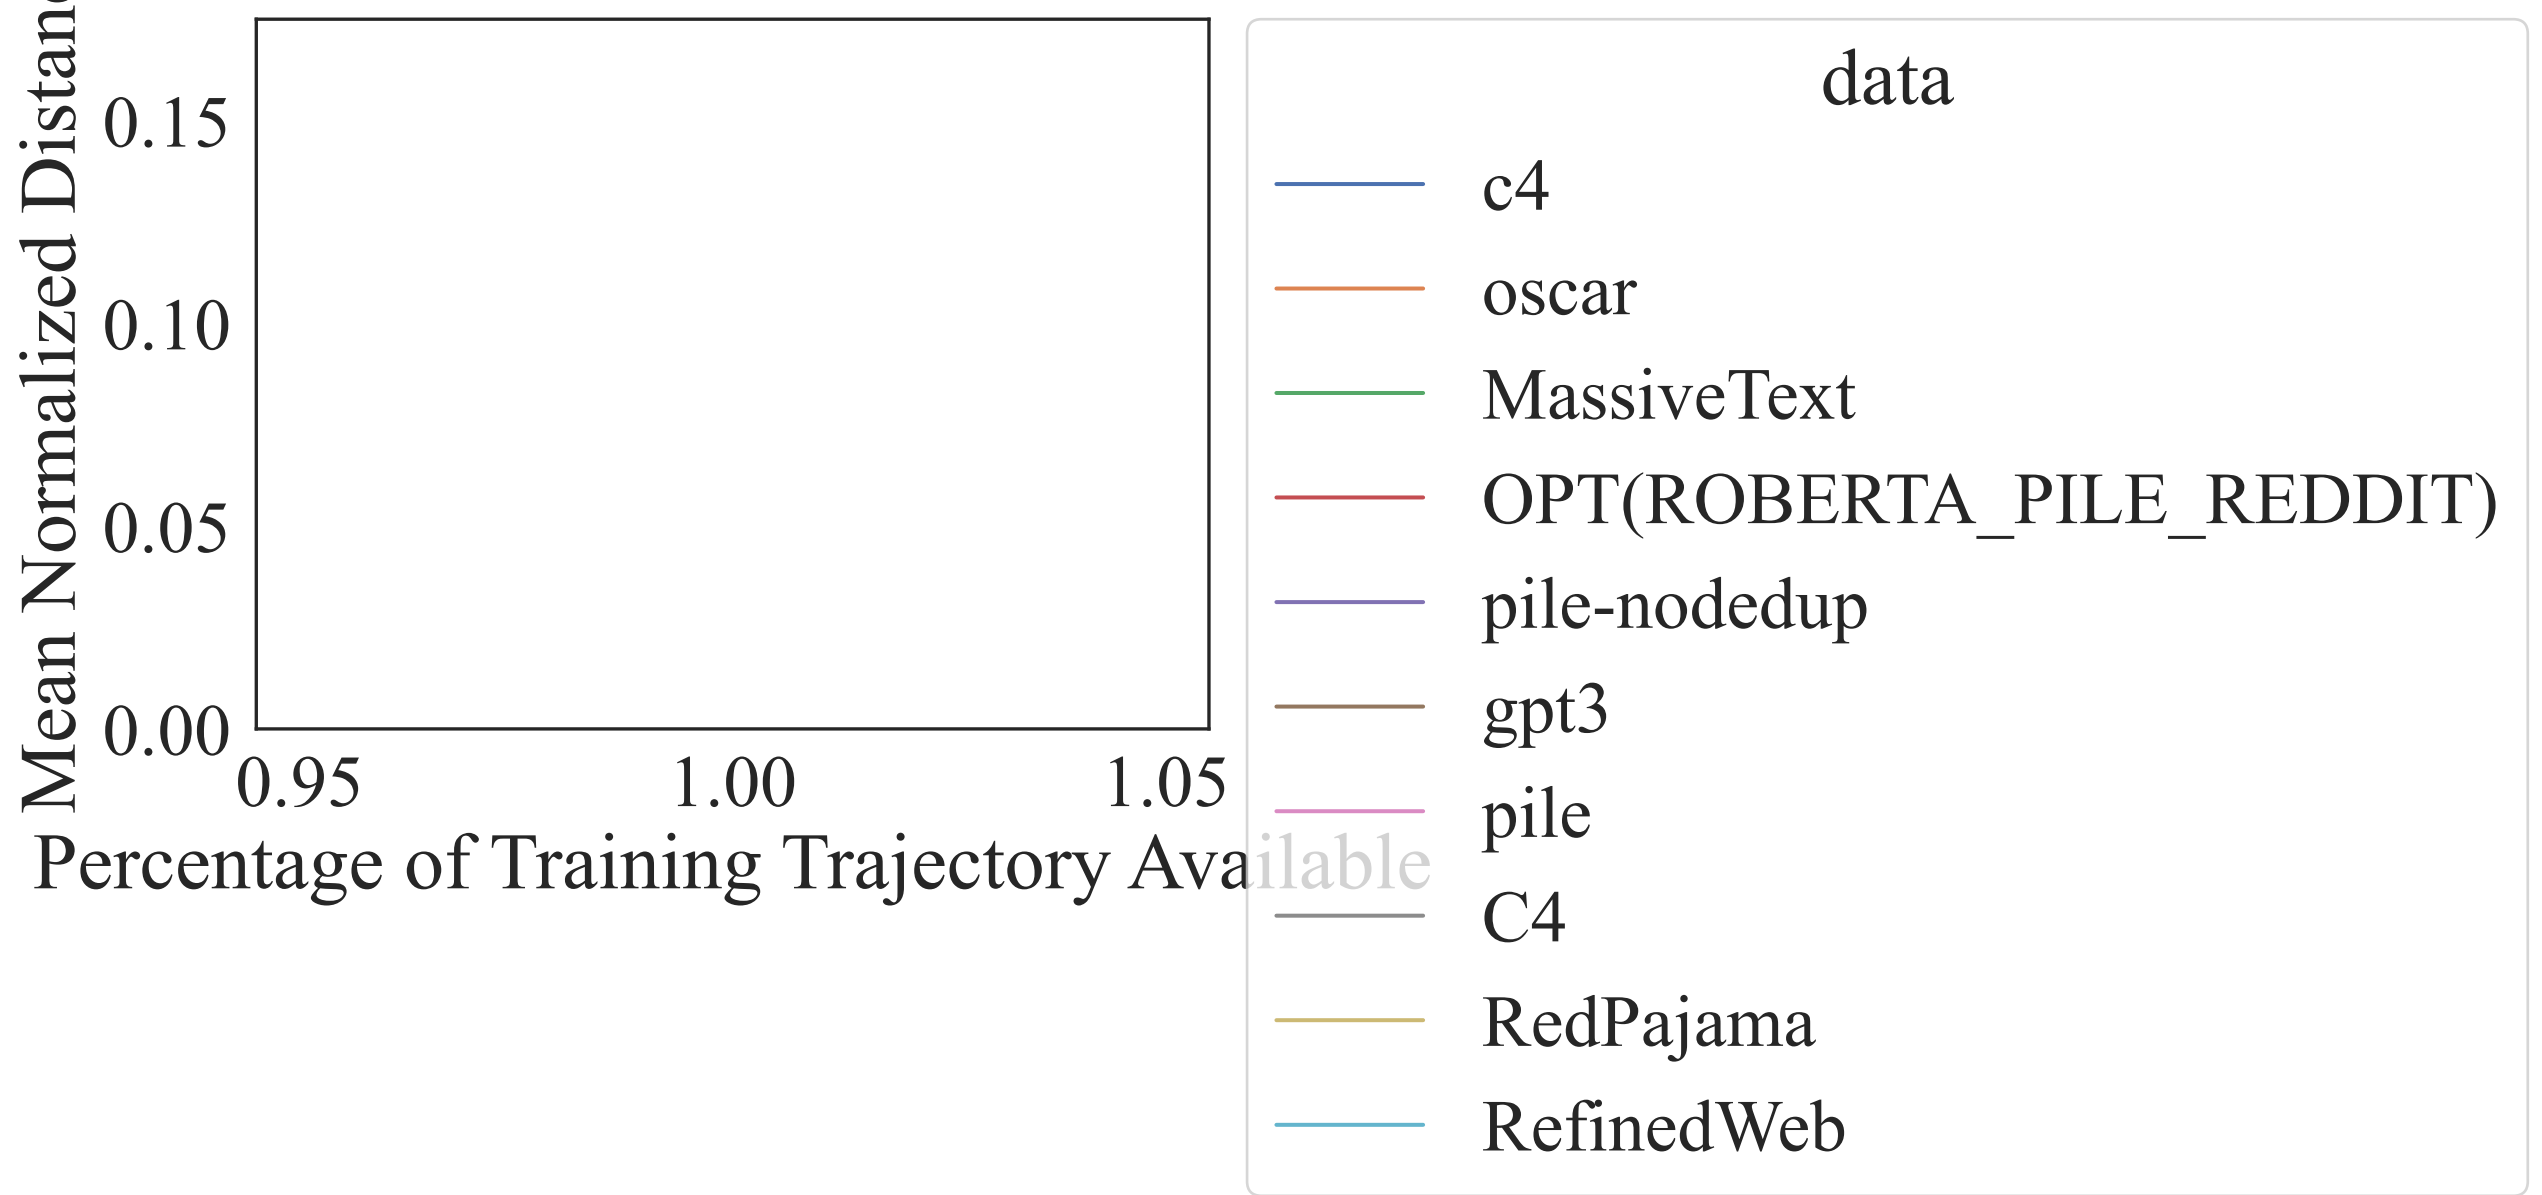 Mean Normalized
0.15
0.10
0.05
0.00
0.95 1.00 1.05
Percentage of Training Trajectory Available
data
c4
oscar
MassiveText
OPT(ROBERTA_PILE_REDDIT)
pile-nodedup
gpt3
pile
C4
RedPajama
RefinedWeb